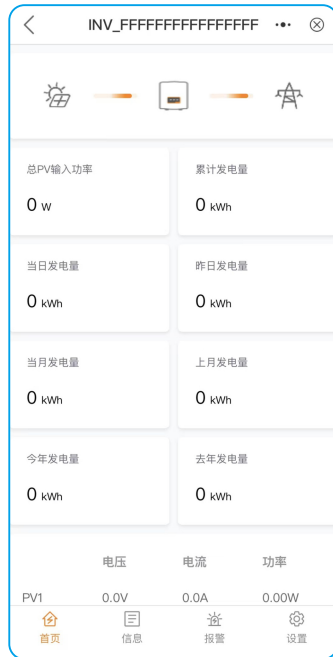 INV_FFFFFFFFFFFFFFFF
总PV输入功率
0 W
累计发电量
0 kWh
当日发电量
0 kWh
昨日发电量
0 kWh
当月发电量
0 kWh
上月发电量
0 kWh
今年发电量
0 kWh
去年发电量
0 kWh
电压 电流 功率
PV1 0.0V 0.0A 0.00W
首页 信息 报警 设置